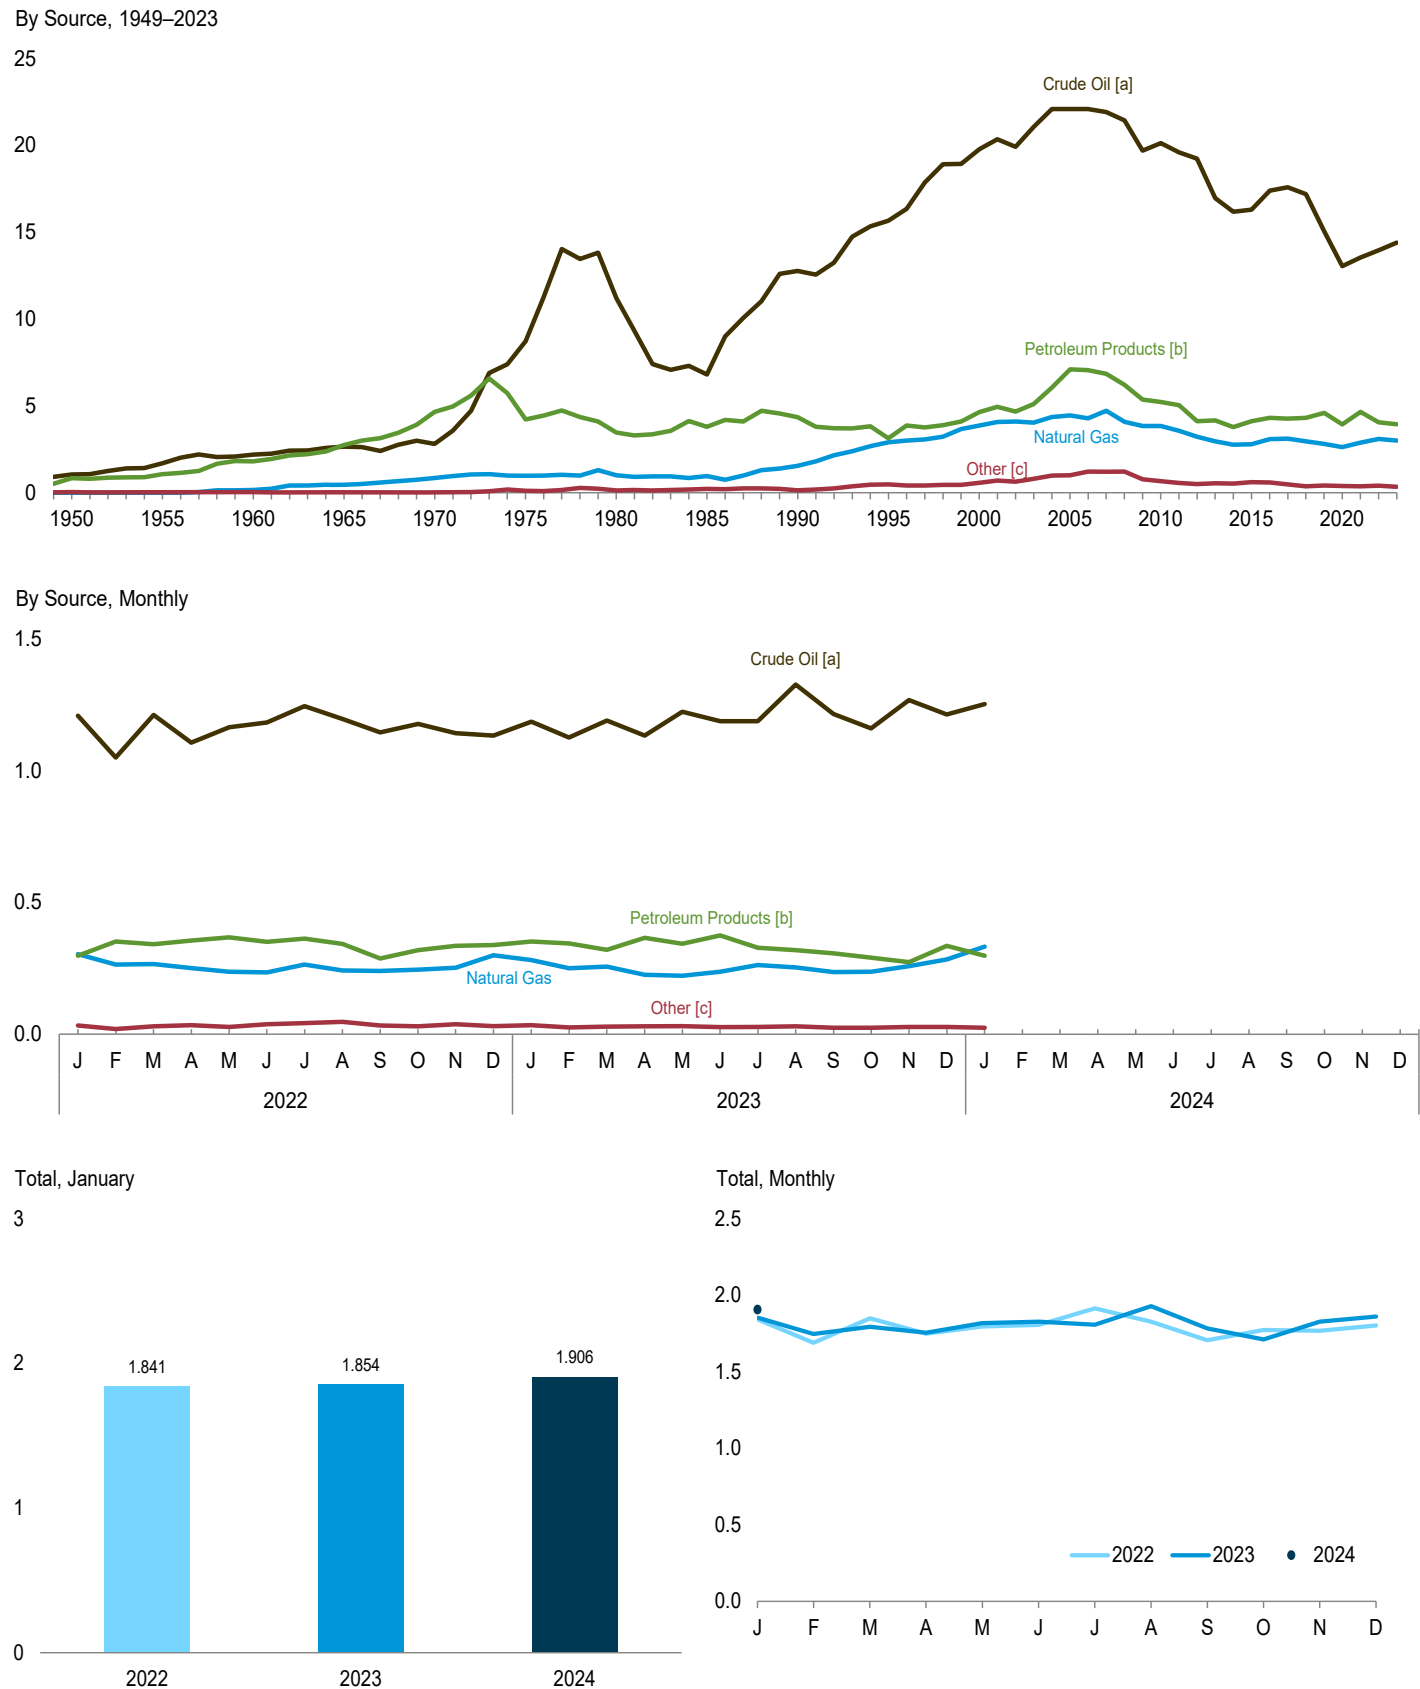 By Source, 1949–2023
25
Crude Oil [a]
20
15
10
Petroleum Products [b]
5
Natural Gas
Other [c]
0
1950 1955 1960 1965 1970 1975 1980 1985 1990 1995 2000 2005 2010 2015 2020
By Source, Monthly
1.5
Crude Oil [a]
1.0
0.5
Petroleum Products [b]
Natural Gas
Other [c]
0.0
J F M A M J J A S O N D J F M A M J J A S O N D J F M A M J J A S O N D
2022 2023 2024
Total, January
3
2
1.841 1.854 1.906
1
0
2022 2023 2024
Total, Monthly
2.5
2.0
1.5
1.0
0.5
2022 2023 2024
0.0
J F M A M J J A S O N D